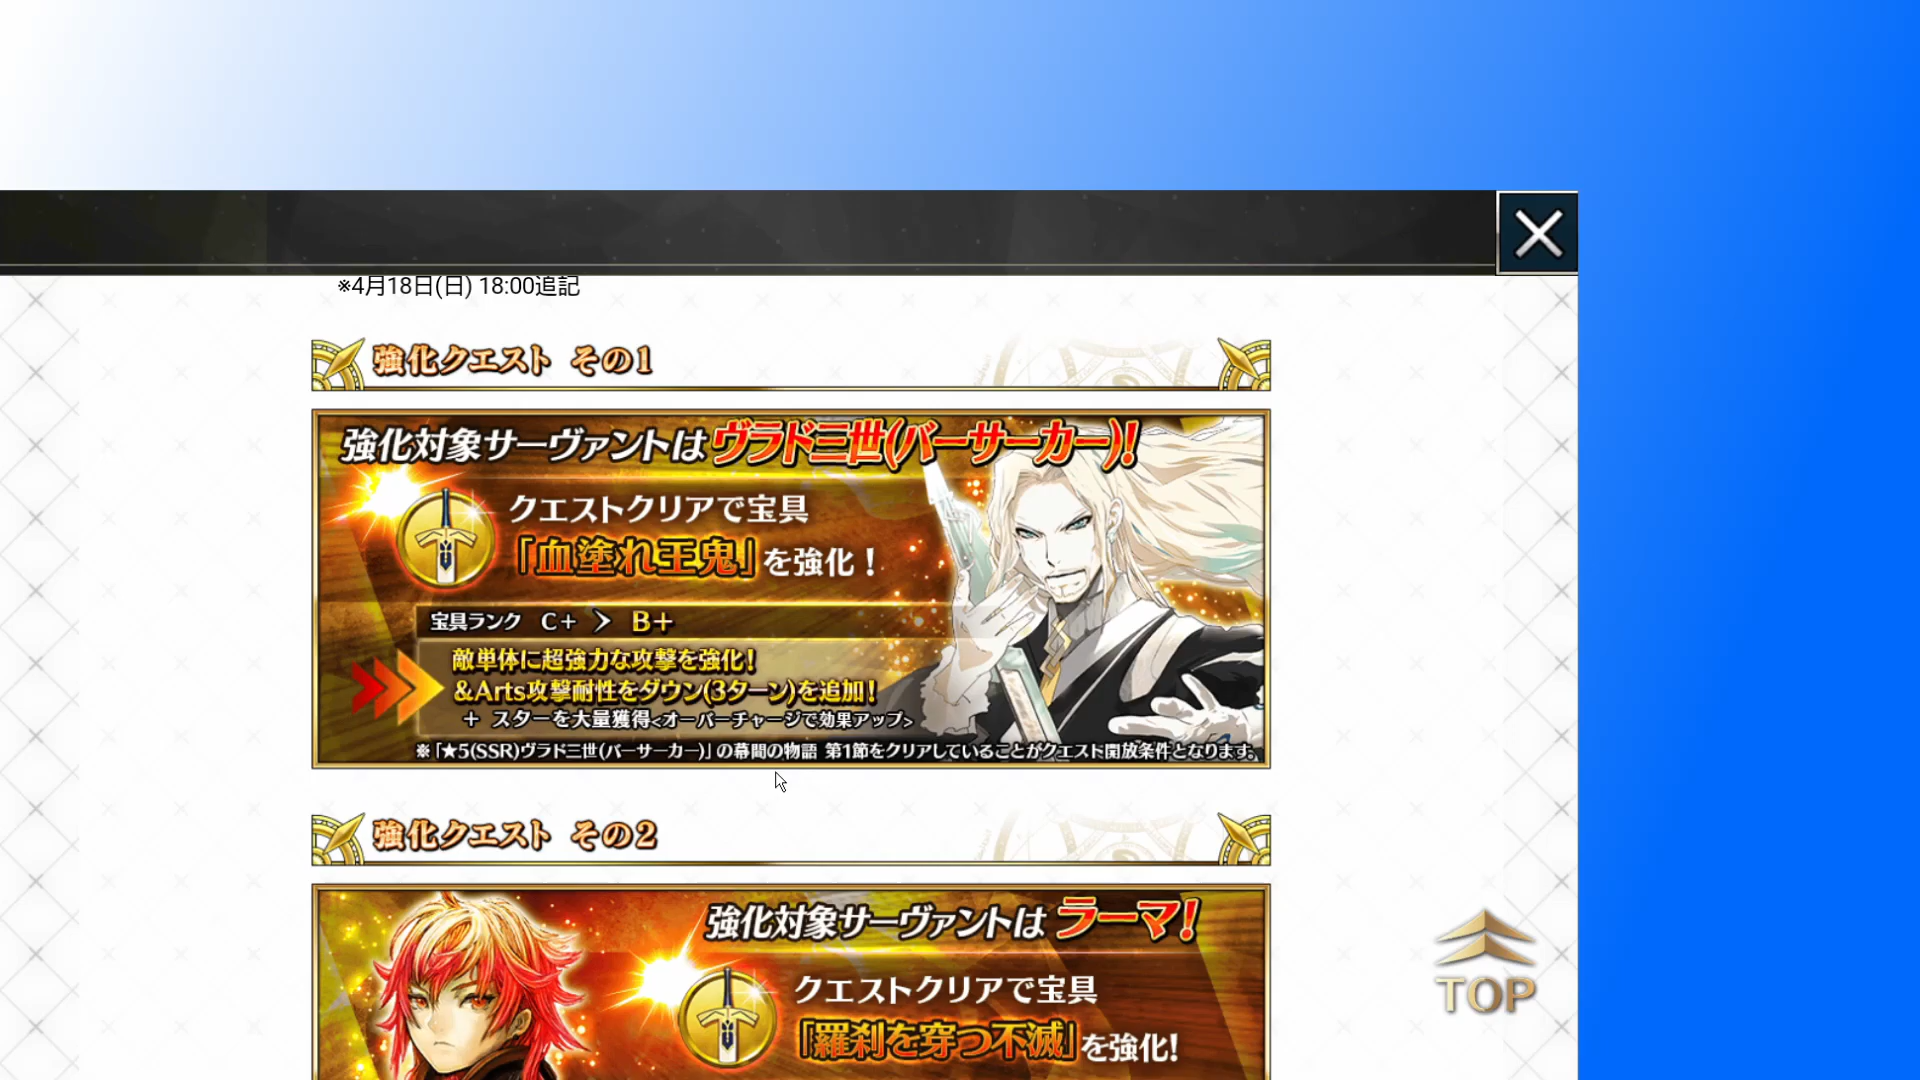 ※4月18日(日) 18:00追記
強化クエスト その1
強化対象サーヴァントはヴラド三世(バーサーカー)!
クエストクリアで宝具
「血塗れ王鬼」を強化!
宝具ランク C+ > B+
敵単体に超強力な攻撃を強化!
&Arts攻撃耐性をダウン(3ターン)を追加!
+ スターを大量獲得<オーバーチャージで効果アップ>
※「★5(SSR)ヴラド三世(バーサーカー)」の幕間の物語 第1節をクリアしていることがクエスト開放条件となります。
強化クエスト その2
強化対象サーヴァントは ラーマ!
クエストクリアで宝具
「羅刹を穿つ不滅」を強化!
TOP